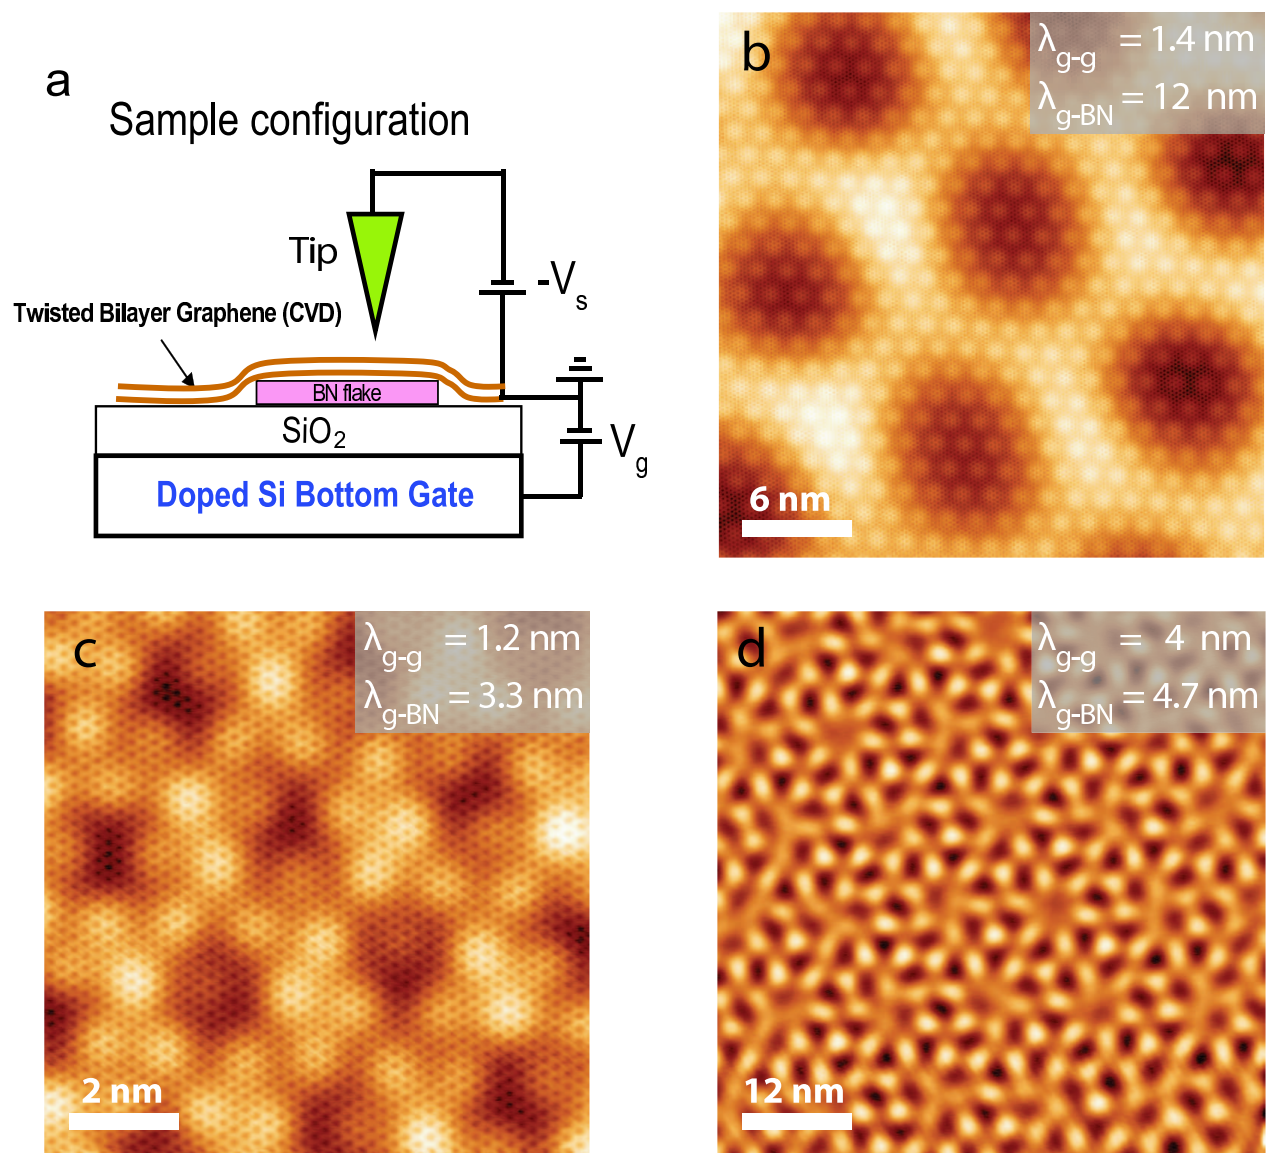 a
Sample configuration
Tip
-Vs
Twisted Bilayer Graphene (CVD)
BN flake
SiO2
Vg
Doped Si Bottom Gate
b
λg-g = 1.4 nm
λg-BN = 12 nm
6 nm
c
λg-g = 1.2 nm
λg-BN = 3.3 nm
2 nm
d
λg-g = 4 nm
λg-BN = 4.7 nm
12 nm